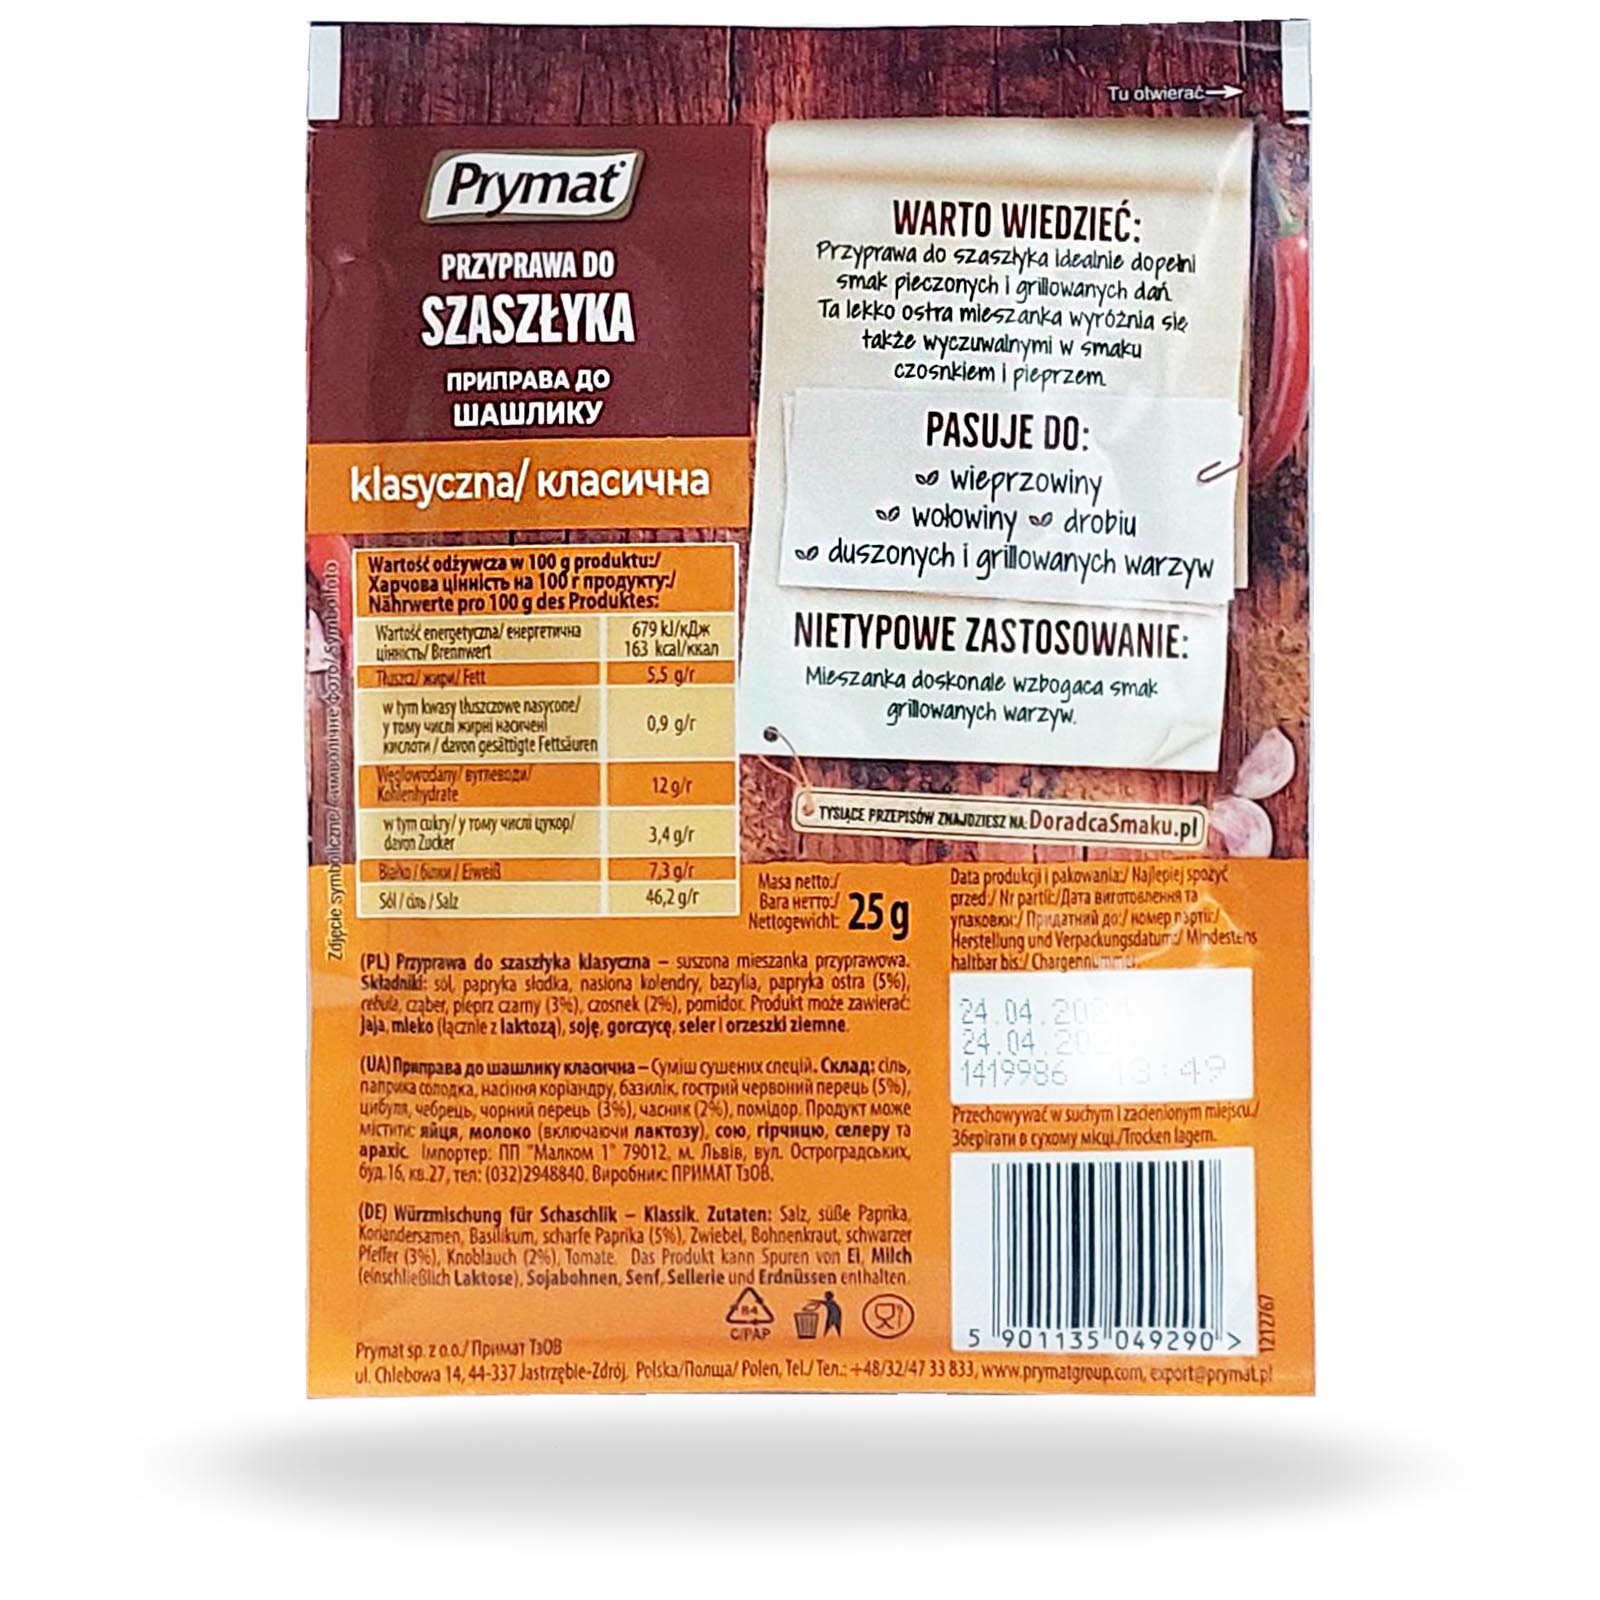 Tu otwierać
Prymat
PRZYPRAWA DO
SZASZŁYKA
ПРИПРАВА ДО
ШАШЛИКУ
klasyczna/ класична
WARTO WIEDZIEĆ:
Przyprawa do szaszłyka idealnie dopełni
smak pieczonych i grillowanych dań.
Ta lekko ostra mieszanka wyróżnia się
także wyczuwalnymi w smaku
czosnkiem i pieprzem.
PASUJE DO:
wieprzowiny
wołowiny drobiu
duszonych i grillowanych warzyw
NIETYPOWE ZASTOSOWANIE:
Mieszanka doskonale wzbogaca smak
grillowanych warzyw.
TYSIĄCE PRZEPISÓW ZNAJDZIESZ NA: DoradcaSmaku.pl
Wartość odżywcza w 100 g produktu:/
Харчова цінність на 100 г продукту:/
Nährwerte pro 100 g des Produktes:
Wartość energetyczna/ енергетична
цінність/ Brennwert
679 kJ/кДж
163 kcal/ккал
Tłuszcz/ жири/ Fett 5,5 g/г
w tym kwasy tłuszczowe nasycone/
у тому числі жирні насичені
кислоти / davon gesättigte Fettsäuren
0,9 g/г
Węglowodany/ вуглеводи/
Kohlenhydrate
12 g/г
w tym cukry/ у тому числі цукор/
davon Zucker
3,4 g/г
Białko / білки / Eiweiß 7,3 g/г
Sól / сіль / Salz 46,2 g/г
Zdjęcie symboliczne/ символичне фото/ Symbolfoto
Masa netto:/
Вага нетто:/
Nettogewicht:
25 g
Data produkcji i pakowania:/ Najlepiej spożyć
przed:/ Nr partii:/Дата виготовлення та
упаковки:/ Придатний до:/ номер партії:/
Herstellung und Verpackungsdatum:/ Mindestens
haltbar bis:/
24.04.
24.04.
1419986 13:49
Przechowywać w suchym i zacienionym miejscu./
Зберігати в сухому місці./Trocken lagern.
(PL) Przyprawa do szaszłyka klasyczna – suszona mieszanka przyprawowa.
Składniki: sól, papryka słodka, nasiona kolendry, bazylia, papryka ostra (5%),
cebula, cząber, pieprz czarny (3%), czosnek (2%), pomidor. Produkt może zawierać:
jaja, mleko (łącznie z laktozą), soję, gorczycę, seler i orzeszki ziemne.
(UA) Приправа до шашлику класична – Суміш сушених спецій. Склад: сіль,
паприка солодка, насіння коріандру, базилік, гострий червоний перець (5%),
цибуля, чебрець, чорний перець (3%), часник (2%), помідор. Продукт може
містити: яйця, молоко (включаючи лактозу), сою, гірчицю, селеру та
арахіс. Імпортер: ПП "Малком 1" 79012, м. Львів, вул. Остроградських,
буд.16, кв.27, тел: (032)2948840. Виробник: ПРИМАТ ТзОВ.
(DE) Würzmischung für Schaschlik – Klassik. Zutaten: Salz, süße Paprika,
Koriandersamen, Basilikum, scharfe Paprika (5%), Zwiebel, Bohnenkraut, schwarzer
Pfeffer (3%), Knoblauch (2%), Tomate. Das Produkt kann Spuren von Ei, Milch
(einschließlich Laktose), Sojabohnen, Senf, Sellerie und Erdnüssen enthalten.
84
C/PAP
5 901135 049290 >
1212767
Prymat sp. z o.o./ Примат ТзОВ
ul. Chlebowa 14, 44-337 Jastrzębie-Zdrój, Polska/Польща/ Polen, Tel./ Тел.: +48/32/47 33 833, www.prymatgroup.com, export@prymat.pl